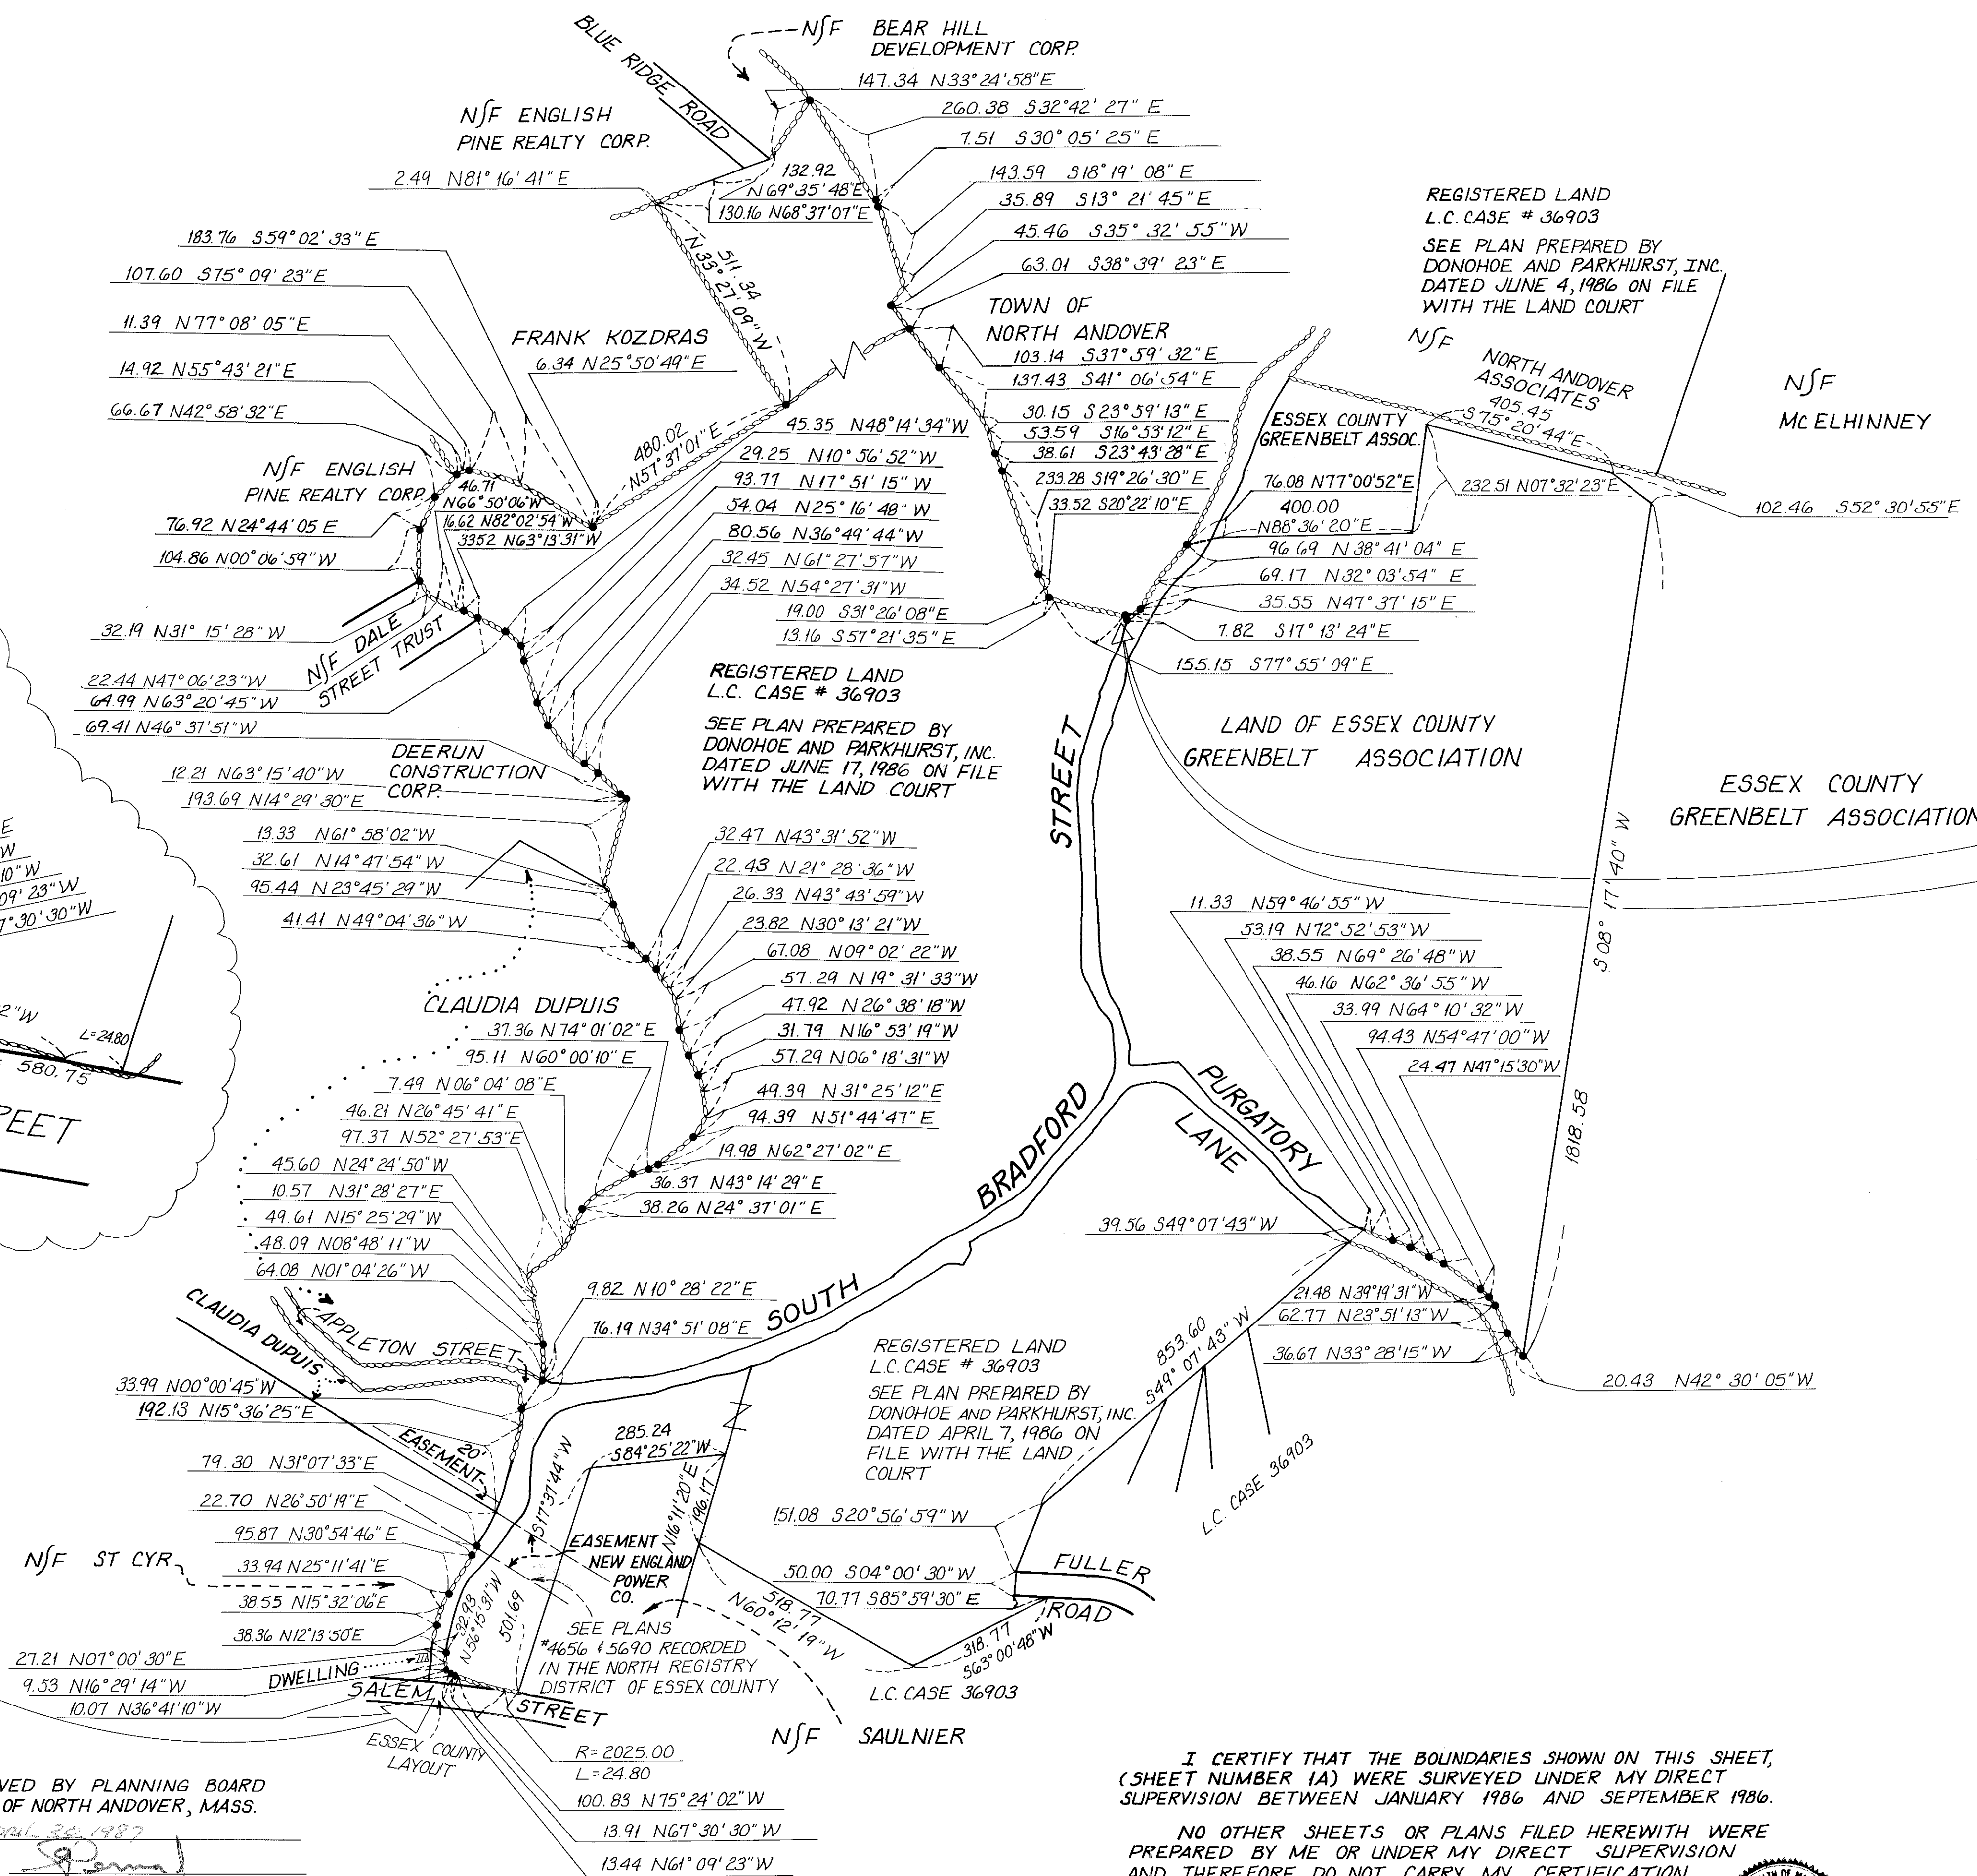 N/F BEAR HILL
DEVELOPMENT CORP.
BLUE RIDGE ROAD
147.34 N33°24'58"E
260.38 S32°42'27" E
7.51 S30°05'25" E
143.59 S18°19'08" E
35.89 S13°21'45" E
45.46 S35°32'55" W
63.01 S38°39'23" E
N/F ENGLISH
PINE REALTY CORP.
2.49 N81°16'41" E
132.92
N69°35'48"E
130.16 N68°37'07"E
511.34
N33°27'09"W
REGISTERED LAND
L.C. CASE # 36903
SEE PLAN PREPARED BY
DONOHOE AND PARKHURST, INC.
DATED JUNE 4, 1986 ON FILE
WITH THE LAND COURT
N/F
NORTH ANDOVER
ASSOCIATES
405.45
S75°20'44"E
N/F
MC ELHINNEY
183.76 S59°02'33" E
107.60 S75°09'23"E
11.39 N77°08'05"E
14.92 N55°43'21"E
66.67 N42°58'32"E
FRANK KOZDRAS
6.34 N25°50'49"E
480.02
N57°37'01"E
TOWN OF
NORTH ANDOVER
103.14 S37°59'32"E
137.43 S41°06'54"E
30.15 S23°59'13"E
53.59 S16°53'12"E
38.61 S23°43'28"E
233.28 S19°26'30"E
33.52 S20°22'10"E
ESSEX COUNTY
GREENBELT ASSOC.
76.08 N77°00'52"E
400.00
N88°36'20"E
232.51 N07°32'23"E
102.46 S52°30'55"E
96.69 N38°41'04" E
69.17 N32°03'54" E
35.55 N47°37'15"E
7.82 S17°13'24"E
155.15 S77°55'09"E
N/F ENGLISH
PINE REALTY CORP.
46.71
N66°50'06"W
16.62 N82°02'54"W
3352 N63°13'31"W
76.92 N24°44'05 E
104.86 N00°06'59"W
32.19 N31°15'28"W
N/F DALE
STREET TRUST
22.44 N47°06'23"W
64.99 N63°20'45"W
69.41 N46°37'51"W
45.35 N48°14'34"W
29.25 N10°56'52"W
93.77 N17°51'15" W
54.04 N25°16'48" W
80.56 N36°49'44"W
32.45 N61°27'57"W
34.52 N54°27'31"W
19.00 S31°26'08"E
13.16 S57°21'35"E
REGISTERED LAND
L.C. CASE # 36903
SEE PLAN PREPARED BY
DONOHOE AND PARKHURST, INC.
DATED JUNE 17, 1986 ON FILE
WITH THE LAND COURT
DEERUN
CONSTRUCTION
CORP.
12.21 N63°15'40"W
193.69 N14°29'30"E
13.33 N61°58'02"W
32.61 N14°47'54"W
95.44 N23°45'29"W
41.41 N49°04'36"W
STREET
LAND OF ESSEX COUNTY
GREENBELT ASSOCIATION
ESSEX COUNTY
GREENBELT ASSOCIATION
S08°17'40" W
1818.58
E
W
10"W
09'23"W
7°30'30"W
2"W
L=24.80
580.75
REET
32.47 N43°31'52"W
22.43 N21°28'36"W
26.33 N43°43'59"W
23.82 N30°13'21"W
67.08 N09°02'22"W
57.29 N19°31'33"W
47.92 N26°38'18"W
31.79 N16°53'19"W
57.29 N06°18'31"W
49.39 N31°25'12"E
94.39 N51°44'47"E
19.98 N62°27'02"E
36.37 N43°14'29"E
38.26 N24°37'01"E
CLAUDIA DUPUIS
37.36 N74°01'02"E
95.11 N60°00'10"E
7.49 N06°04'08"E
46.21 N26°45'41"E
97.37 N52°27'53"E
45.60 N24°24'50"W
10.57 N31°28'27"E
49.61 N15°25'29"W
48.09 N08°48'11"W
64.08 N01°04'26"W
11.33 N59°46'55" W
53.19 N72°52'53"W
38.55 N69°26'48"W
46.16 N62°36'55"W
33.99 N64°10'32"W
94.43 N54°47'00"W
24.47 N47°15'30"W
PURGATORY
LANE
SOUTH BRADFORD
39.56 S49°07'43"W
21.48 N39°19'31"W
62.77 N23°51'13"W
36.67 N33°28'15"W
20.43 N42°30'05"W
9.82 N10°28'22"E
76.19 N34°51'08"E
CLAUDIA DUPUIS
APPLETON STREET
33.99 N00°00'45"W
192.13 N15°36'25"E
20'
EASEMENT
REGISTERED LAND
L.C. CASE # 36903
SEE PLAN PREPARED BY
DONOHOE AND PARKHURST, INC.
DATED APRIL 7, 1986 ON
FILE WITH THE LAND
COURT
853.60
S49°07'43"W
L.C. CASE 36903
79.30 N31°07'33"E
22.70 N26°50'19"E
95.87 N30°54'46"E
N/F ST CYR
33.94 N25°11'41"E
38.55 N15°32'06"E
38.36 N12°13'50E
27.21 N07°00'30"E
9.53 N16°29'14"W
10.07 N36°41'10"W
DWELLING
285.24
S84°25'22"W
S17°37'44"W
N16°11'20"E
196.17
EASEMENT
NEW ENGLAND
POWER
CO.
32.93
N56°15'31"W
501.69
SEE PLANS
#4656 & 5690 RECORDED
IN THE NORTH REGISTRY
DISTRICT OF ESSEX COUNTY
151.08 S20°56'59"W
50.00 S04°00'30"W
70.77 S85°59'30"E
FULLER
ROAD
518.77
N60°12'19"W
318.77
S63°00'48"W
L.C. CASE 36903
SALEM STREET
ESSEX COUNTY
LAYOUT
N/F SAULNIER
R=2025.00
L=24.80
100.83 N75°24'02"W
13.91 N67°30'30"W
13.44 N61°09'23"W
VED BY PLANNING BOARD
OF NORTH ANDOVER, MASS.
30, 1987
I CERTIFY THAT THE BOUNDARIES SHOWN ON THIS SHEET,
(SHEET NUMBER 1A) WERE SURVEYED UNDER MY DIRECT
SUPERVISION BETWEEN JANUARY 1986 AND SEPTEMBER 1986.
NO OTHER SHEETS OR PLANS FILED HEREWITH WERE
PREPARED BY ME OR UNDER MY DIRECT SUPERVISION
AND THEREFORE DO NOT CARRY MY CERTIFICATION